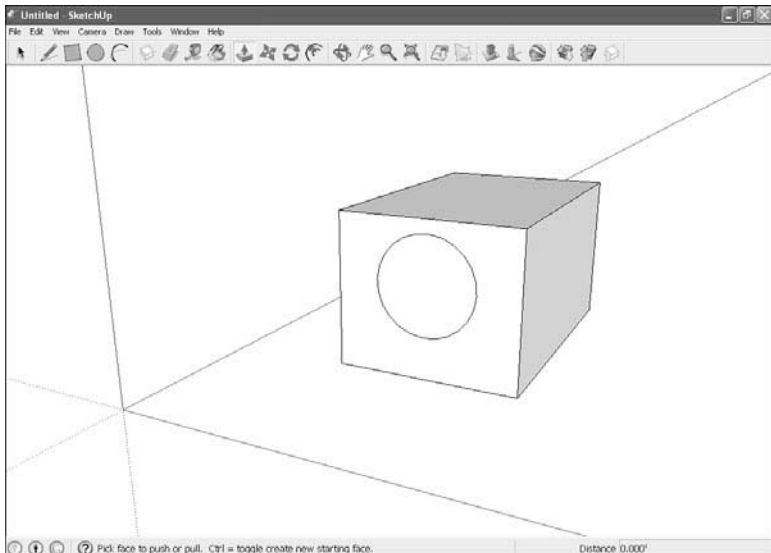 Untitled - SketchUp
File Edit View Camera Draw Tools Window Help
Pick face to push or pull. Ctrl = toggle create new starting face.
Distance 0.000"